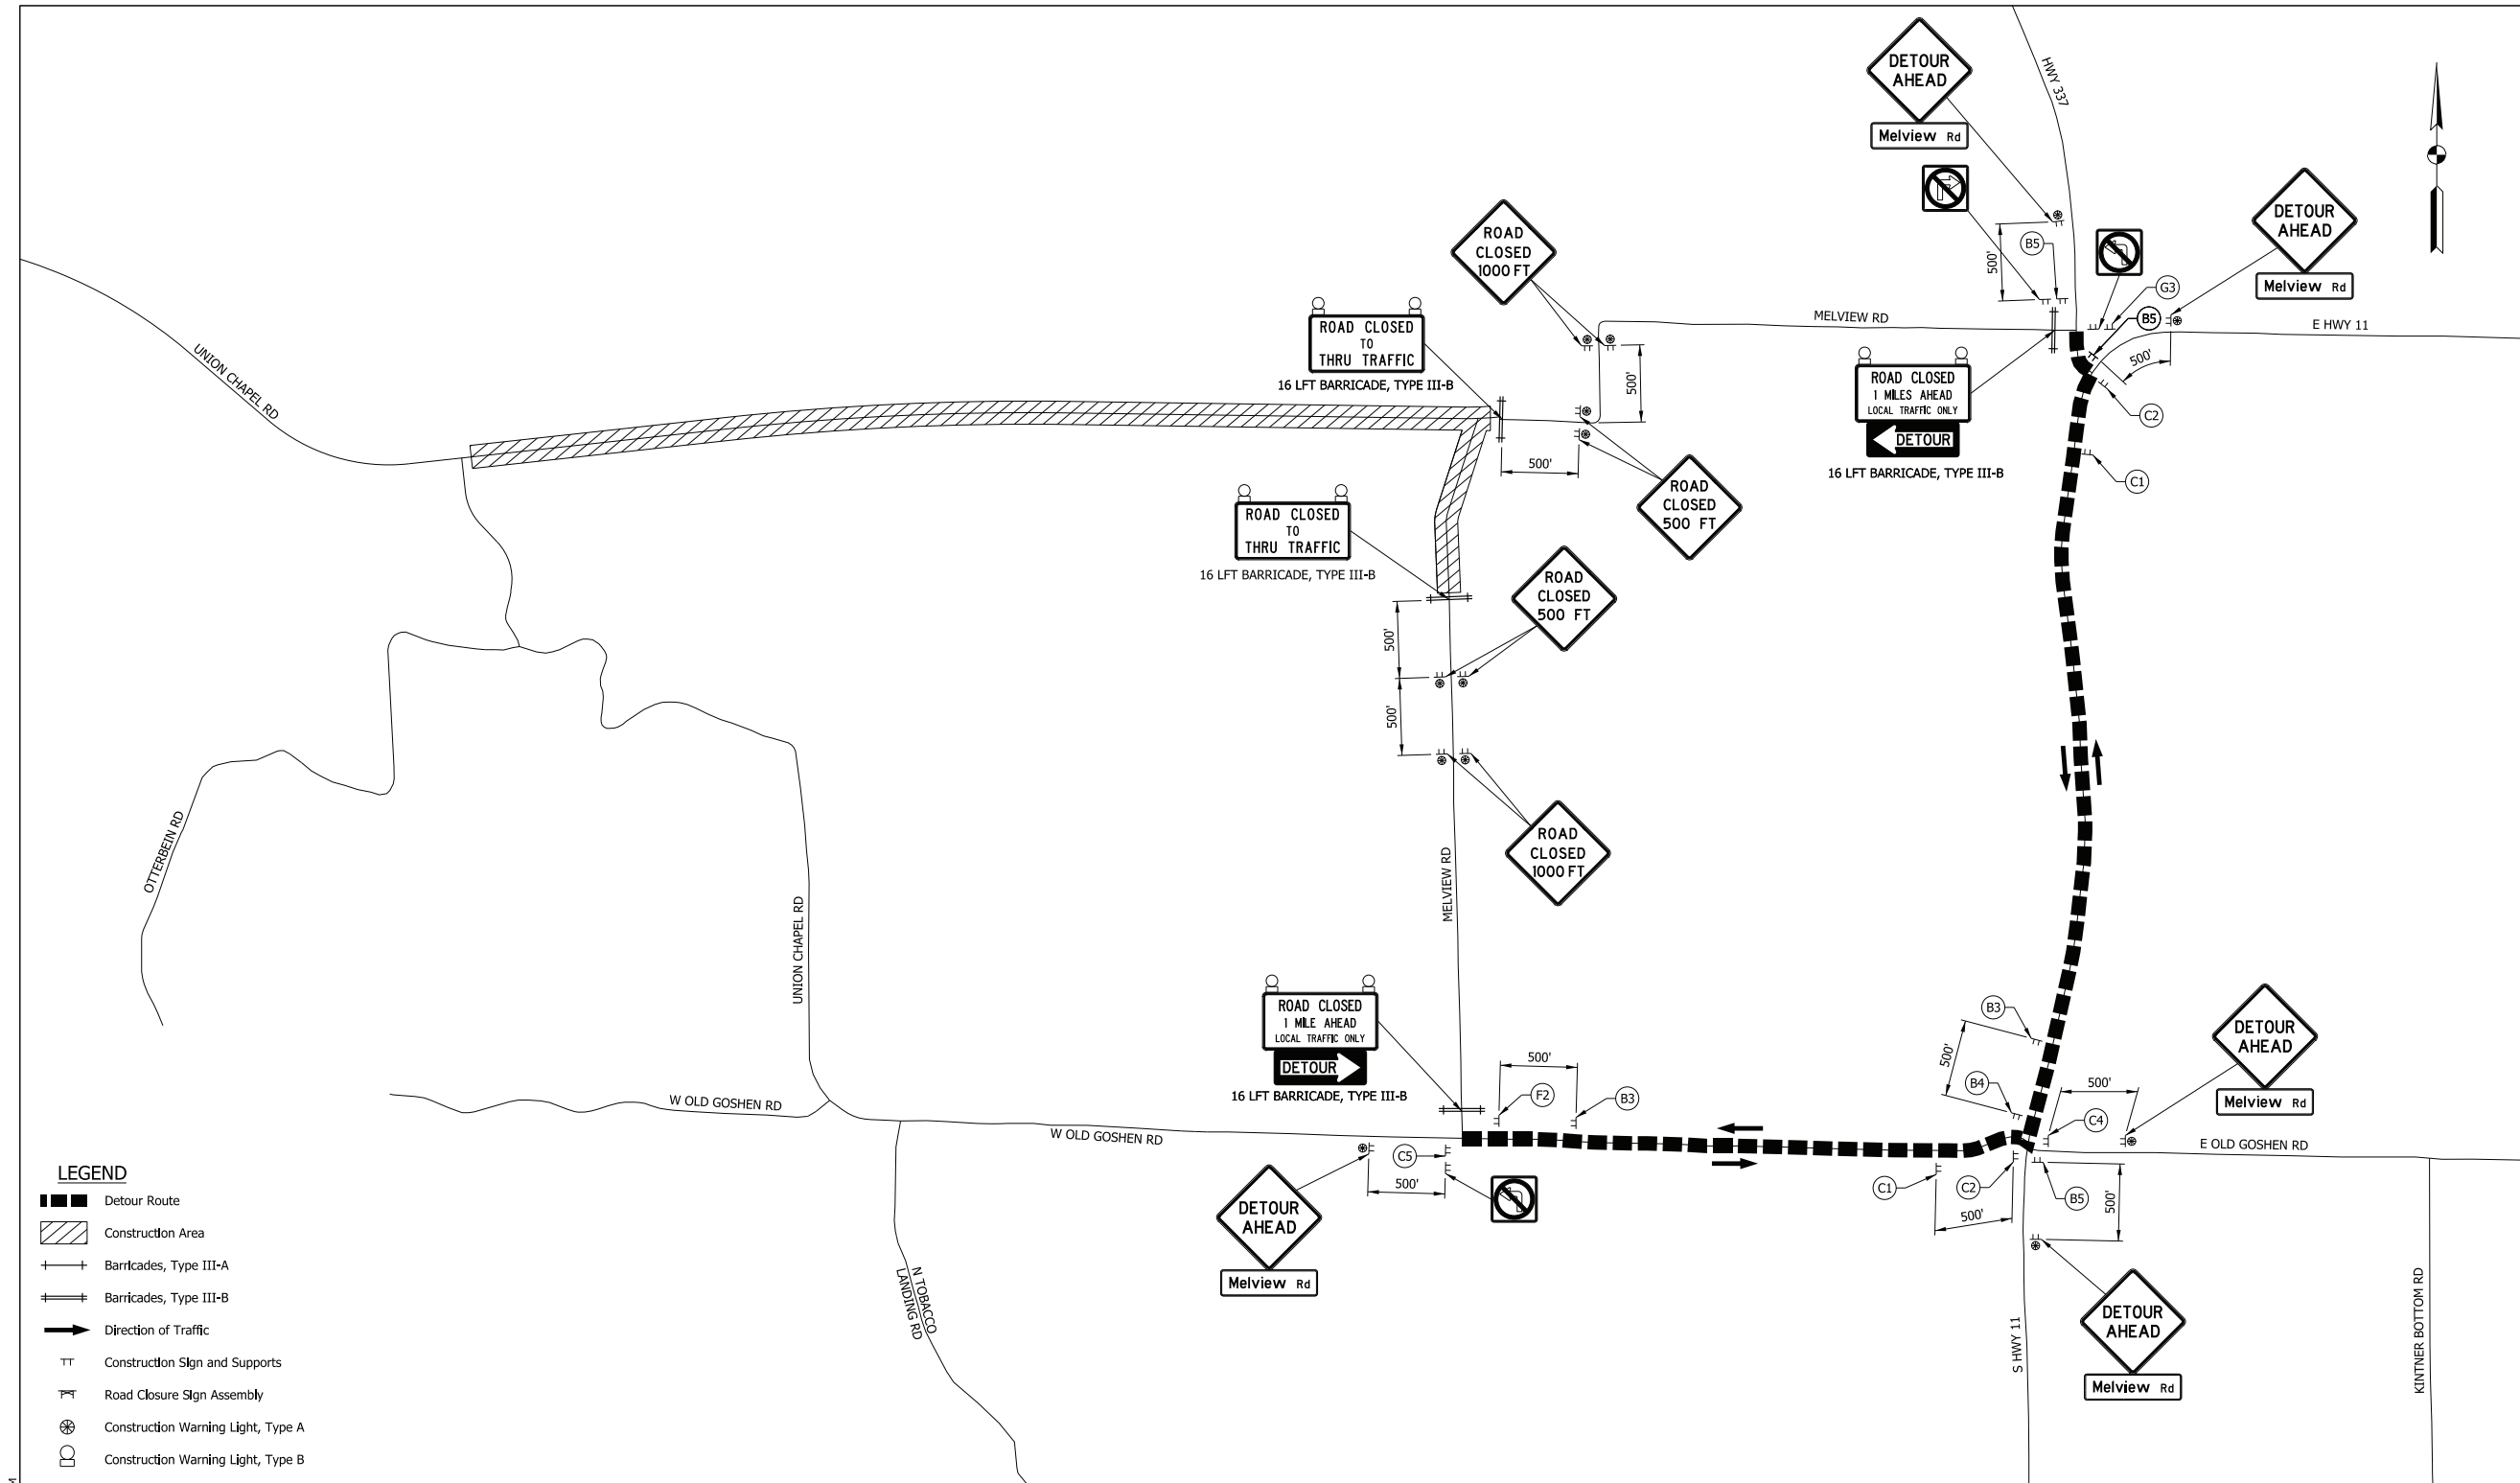 HWY 337
DETOUR
AHEAD
Melview Rd
DETOUR
AHEAD
Melview Rd
500'
B5
G3
B5
500'
C2
C1
E HWY 11
MELVIEW RD
ROAD
CLOSED
1000 FT
ROAD CLOSED
TO
THRU TRAFFIC
16 LFT BARRICADE, TYPE III-B
500'
500'
ROAD CLOSED
1 MILES AHEAD
LOCAL TRAFFIC ONLY
DETOUR
16 LFT BARRICADE, TYPE III-B
UNION CHAPEL RD
ROAD
CLOSED
500 FT
ROAD CLOSED
TO
THRU TRAFFIC
16 LFT BARRICADE, TYPE III-B
ROAD
CLOSED
500 FT
500'
500'
ROAD
CLOSED
1000 FT
OTTERBEIN RD
MELVIEW RD
UNION CHAPEL RD
ROAD CLOSED
1 MILE AHEAD
LOCAL TRAFFIC ONLY
DETOUR
16 LFT BARRICADE, TYPE III-B
500'
F2
B3
B3
500'
B4
500'
C4
DETOUR
AHEAD
Melview Rd
W OLD GOSHEN RD
W OLD GOSHEN RD
E OLD GOSHEN RD
C5
500'
DETOUR
AHEAD
Melview Rd
C1
C2
500'
B5
500'
DETOUR
AHEAD
Melview Rd
S HWY 11
KINTNER BOTTOM RD
N TOBACCO
LANDING RD
LEGEND
Detour Route
Construction Area
Barricades, Type III-A
Barricades, Type III-B
Direction of Traffic
Construction Sign and Supports
Road Closure Sign Assembly
Construction Warning Light, Type A
Construction Warning Light, Type B